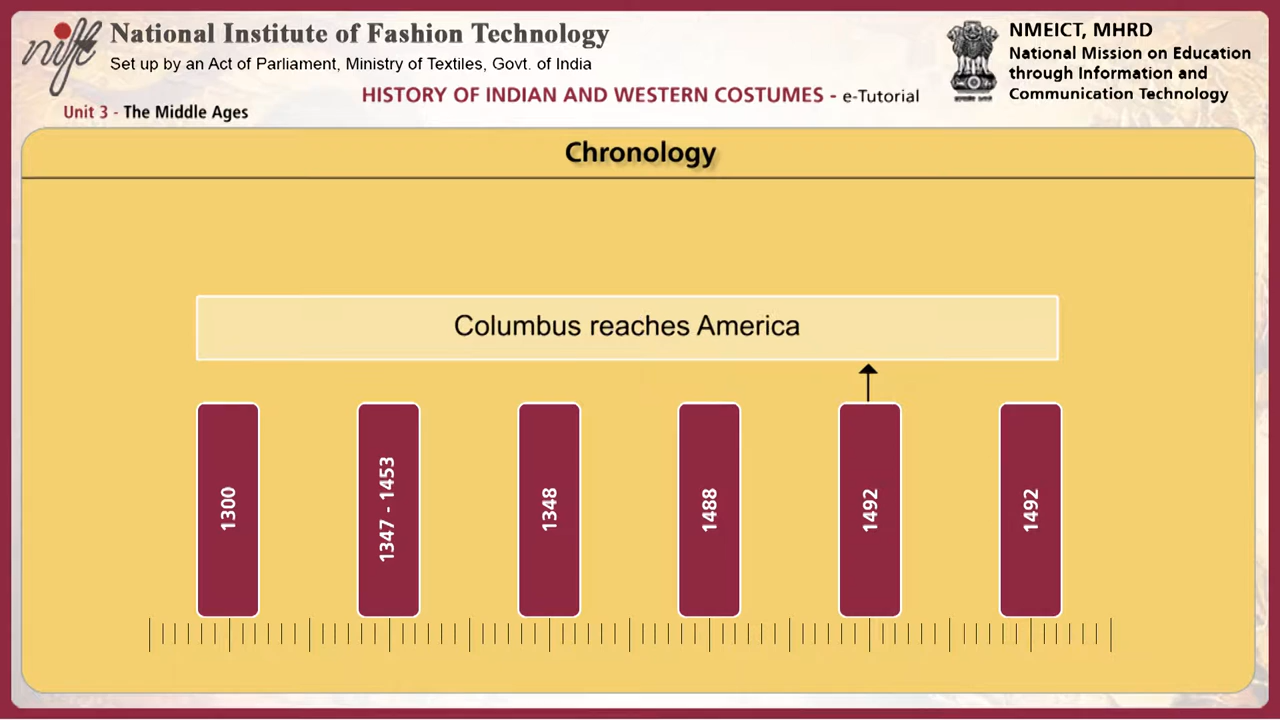 nift
National Institute of Fashion Technology
Set up by an Act of Parliament, Ministry of Textiles, Govt. of India
HISTORY OF INDIAN AND WESTERN COSTUMES - e-Tutorial
Unit 3 - The Middle Ages
NMEICT, MHRD
National Mission on Education
through Information and
Communication Technology
Chronology
Columbus reaches America
1300
1347 - 1453
1348
1488
1492
1492